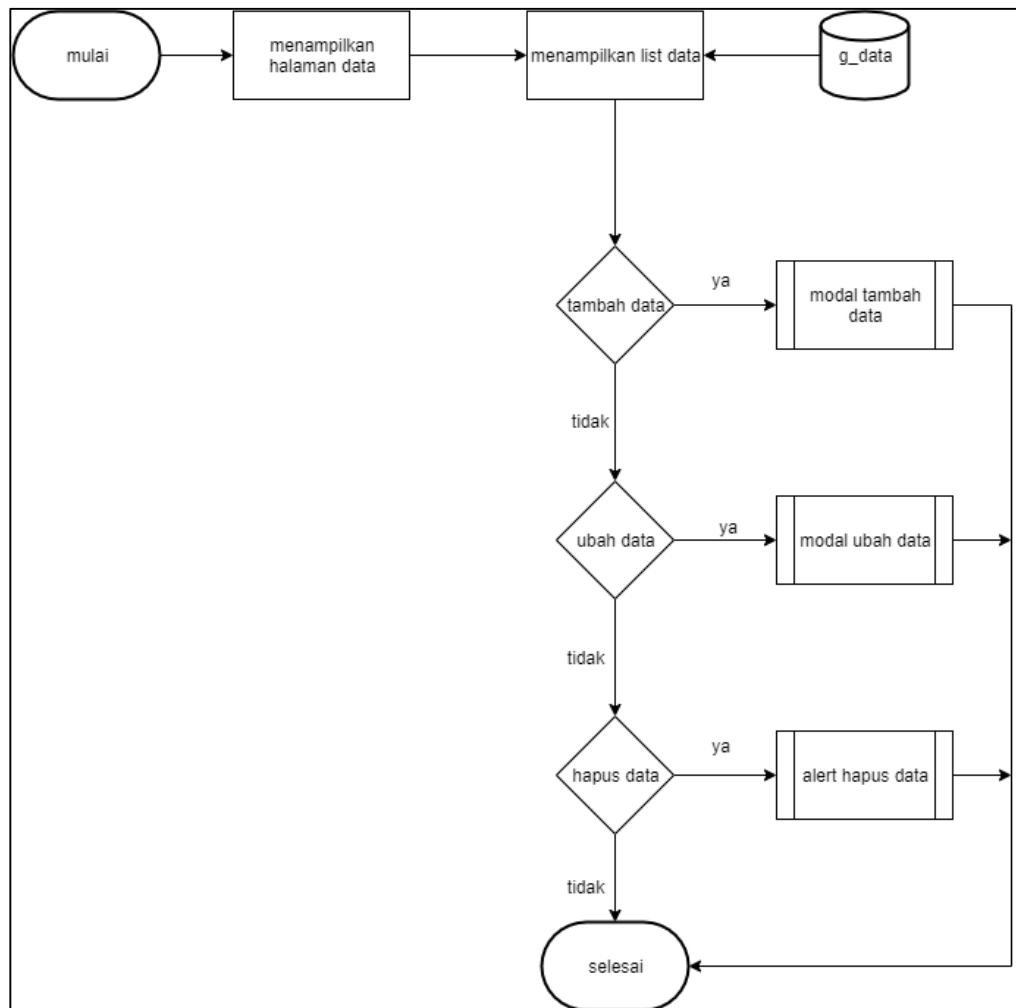 mulai
menampilkan
halaman data
menampilkan list data
g_data
tambah data
ya
modal tambah
data
tidak
ubah data
ya
modal ubah data
tidak
hapus data
ya
alert hapus data
tidak
selesai